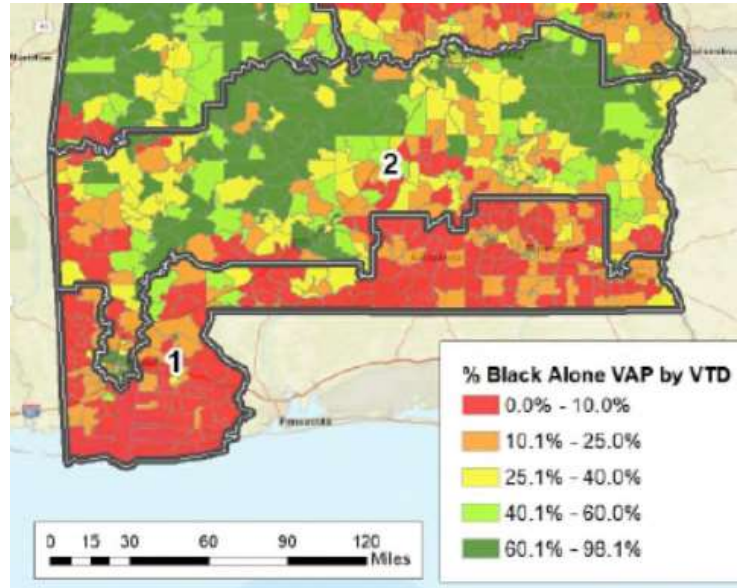 2
1
Pensacola
% Black Alone VAP by VTD
0.0% - 10.0%
10.1% - 25.0%
25.1% - 40.0%
40.1% - 60.0%
60.1% - 98.1%
0 15 30 60 90 120
Miles